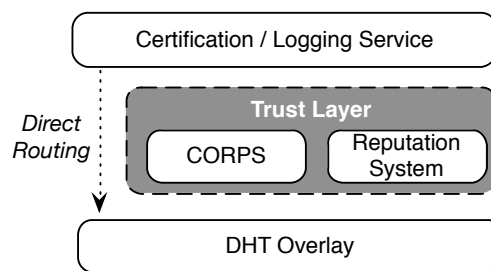 Certification / Logging Service
Direct
Routing
Trust Layer
CORPS
Reputation
System
DHT Overlay